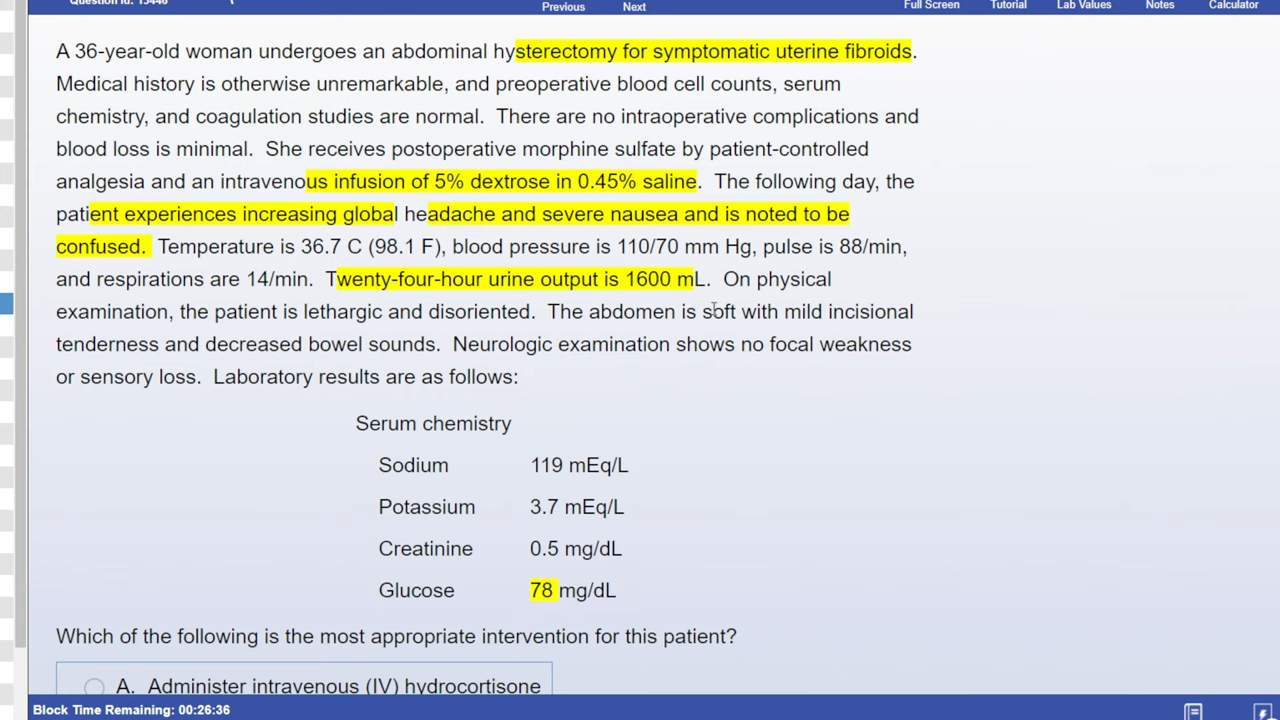 Question Id: 13446
Previous
Next
Full Screen
Tutorial
Lab Values
Notes
Calculator
A 36-year-old woman undergoes an abdominal hysterectomy for symptomatic uterine fibroids.
Medical history is otherwise unremarkable, and preoperative blood cell counts, serum
chemistry, and coagulation studies are normal. There are no intraoperative complications and
blood loss is minimal. She receives postoperative morphine sulfate by patient-controlled
analgesia and an intravenous infusion of 5% dextrose in 0.45% saline. The following day, the
patient experiences increasing global headache and severe nausea and is noted to be
confused. Temperature is 36.7 C (98.1 F), blood pressure is 110/70 mm Hg, pulse is 88/min,
and respirations are 14/min. Twenty-four-hour urine output is 1600 mL. On physical
examination, the patient is lethargic and disoriented. The abdomen is soft with mild incisional
tenderness and decreased bowel sounds. Neurologic examination shows no focal weakness
or sensory loss. Laboratory results are as follows:
Serum chemistry
Sodium 119 mEq/L
Potassium 3.7 mEq/L
Creatinine 0.5 mg/dL
Glucose 78 mg/dL
Which of the following is the most appropriate intervention for this patient?
A. Administer intravenous (IV) hydrocortisone
Block Time Remaining: 00:26:36